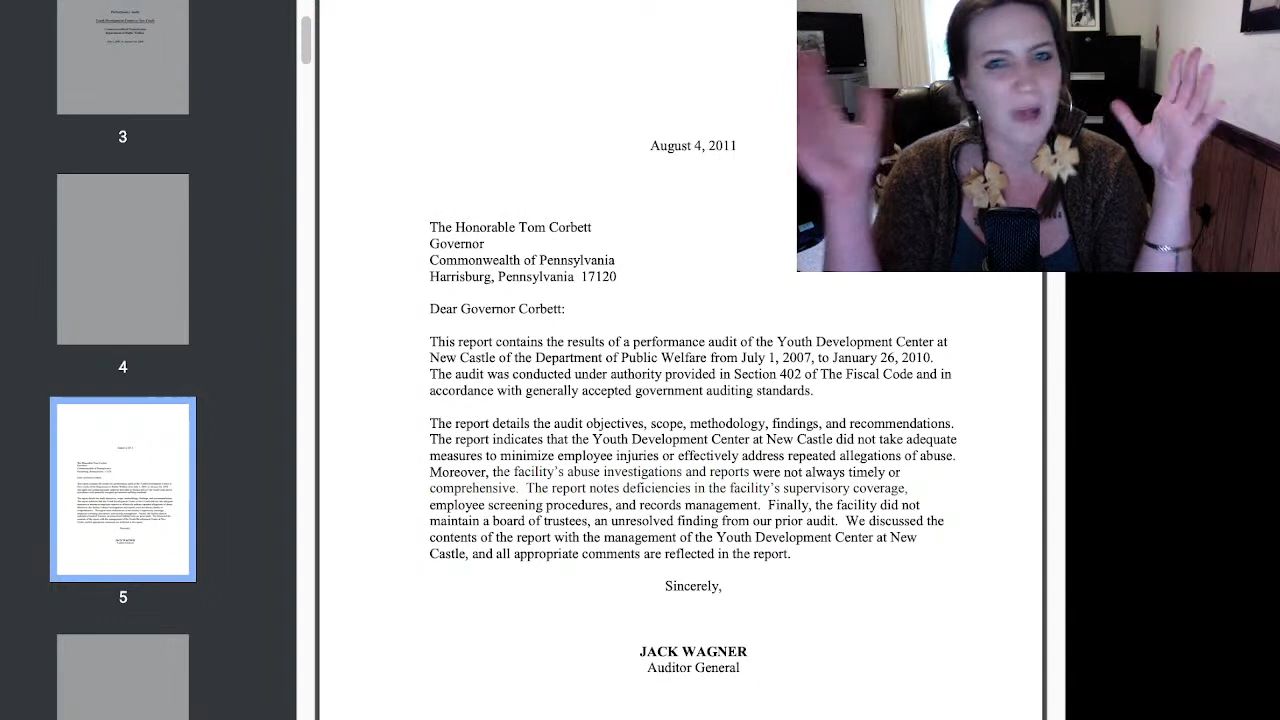 3
4
5
August 4, 2011
The Honorable Tom Corbett
Governor
Commonwealth of Pennsylvania
Harrisburg, Pennsylvania 17120
Dear Governor Corbett:
This report contains the results of a performance audit of the Youth Development Center at
New Castle of the Department of Public Welfare from July 1, 2007, to January 26, 2010.
The audit was conducted under authority provided in Section 402 of The Fiscal Code and in
accordance with generally accepted government auditing standards.
The report details the audit objectives, scope, methodology, findings, and recommendations.
The report indicates that the Youth Development Center at New Castle did not take adequate
measures to minimize employee injuries or effectively address repeated allegations of abuse.
Moreover, the facility's abuse investigations and reports were not always timely or
comprehensive. The report notes deficiencies in the facility's supervisory coverage,
employee screening procedures, and records management. Finally, the facility did not
maintain a board of trustees, an unresolved finding from our prior audit. We discussed the
contents of the report with the management of the Youth Development Center at New
Castle, and all appropriate comments are reflected in the report.
Sincerely,
JACK WAGNER
Auditor General